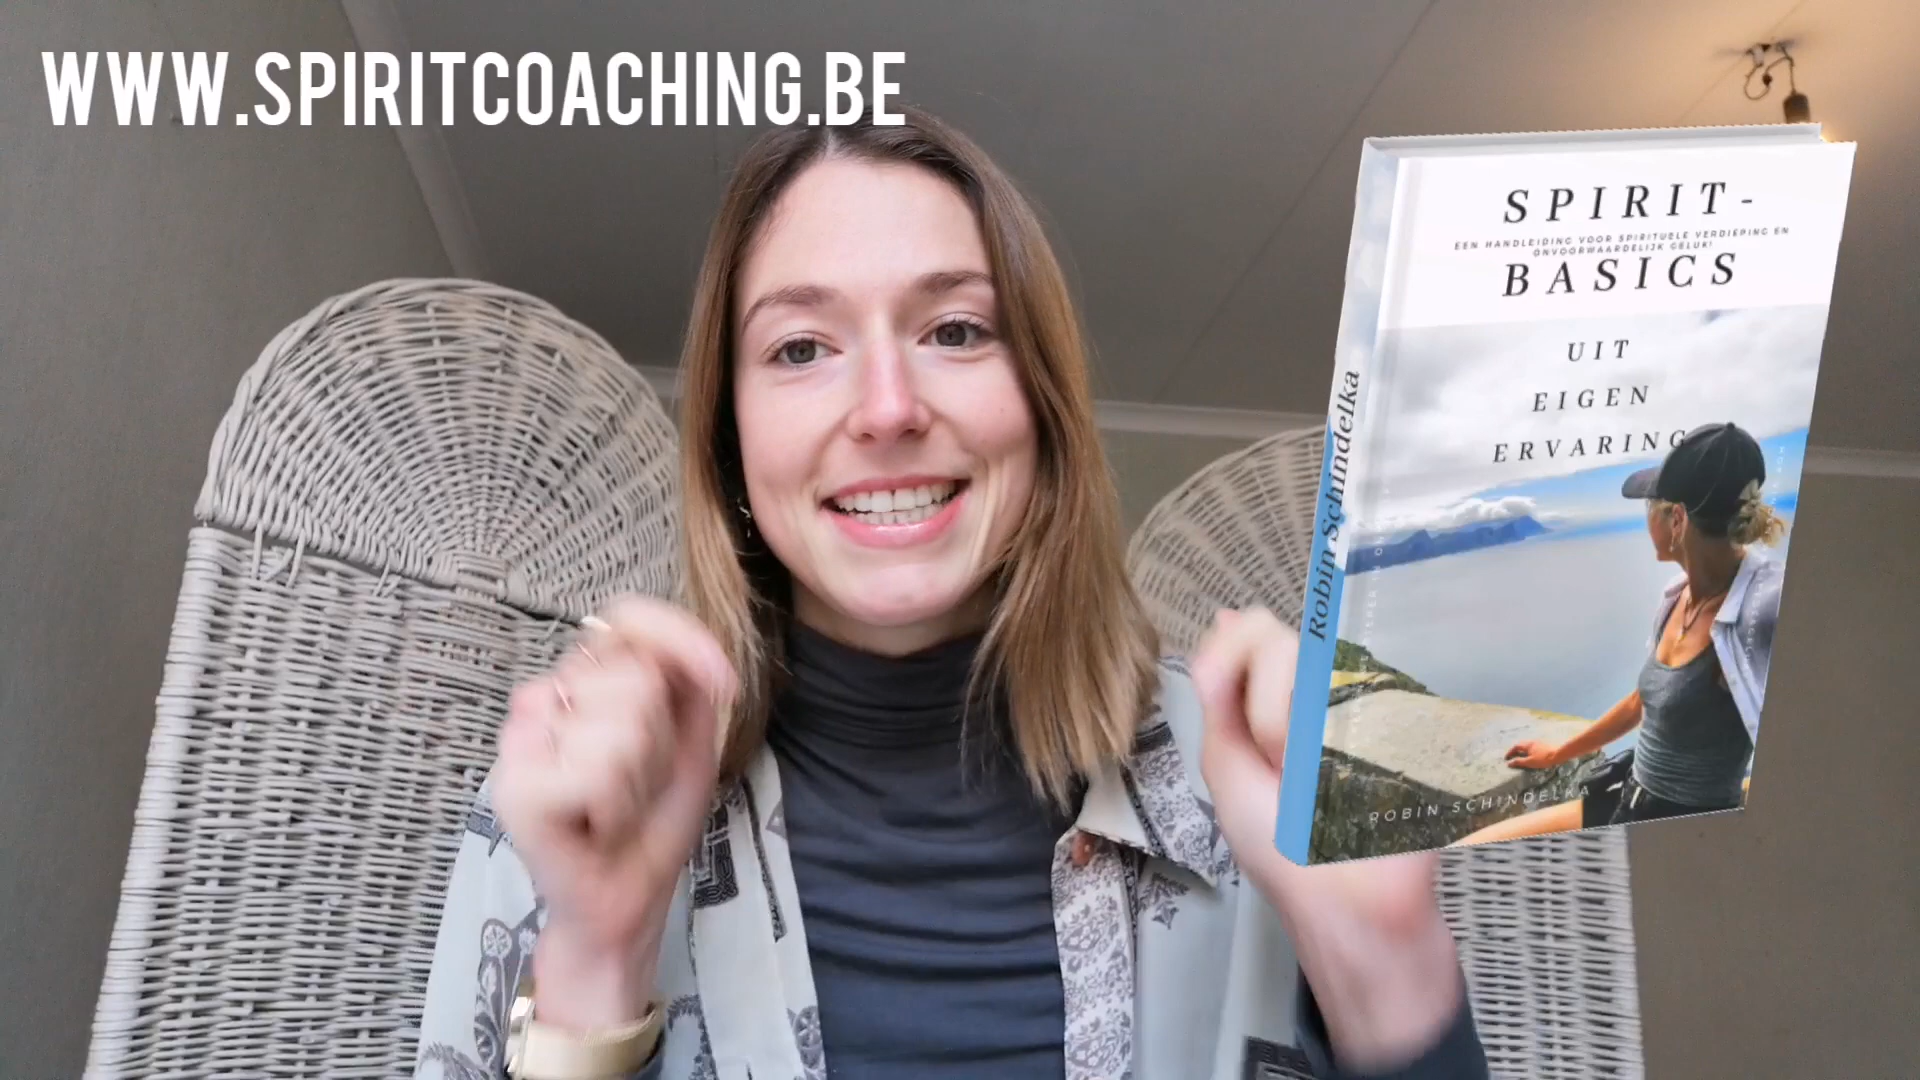 WWW.SPIRITCOACHING.BE
SPIRIT-
EEN HANDLEIDING VOOR SPIRITUELE VERDIEPING EN
ONVOORWAARDELIJK GELUK!
BASICS
UIT
EIGEN
ERVARING
Robin Schindelka
ROBIN SCHINDELKA